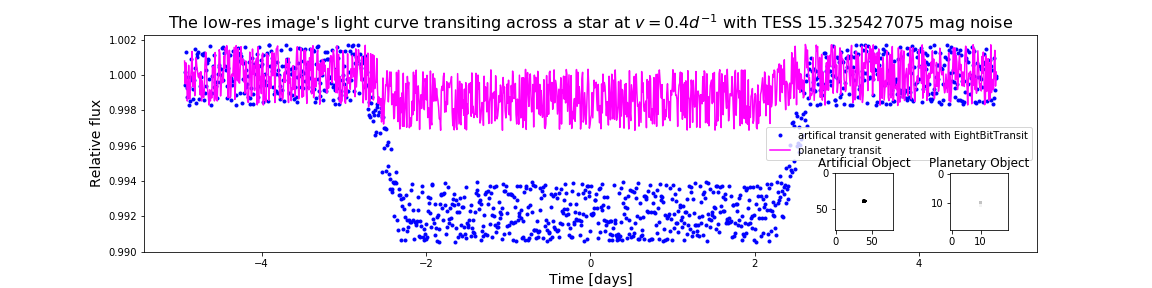 The low-res image's light curve transiting across a star at v = 0.4d⁻¹ with TESS 15.325427075 mag noise
Relative flux
1.002
1.000
0.998
0.996
0.994
0.992
0.990
artifical transit generated with EightBitTransit
planetary transit
Artificial Object
Planetary Object
0
50
0 50
0
10
0 10
−4 −2 0 2 4
Time [days]